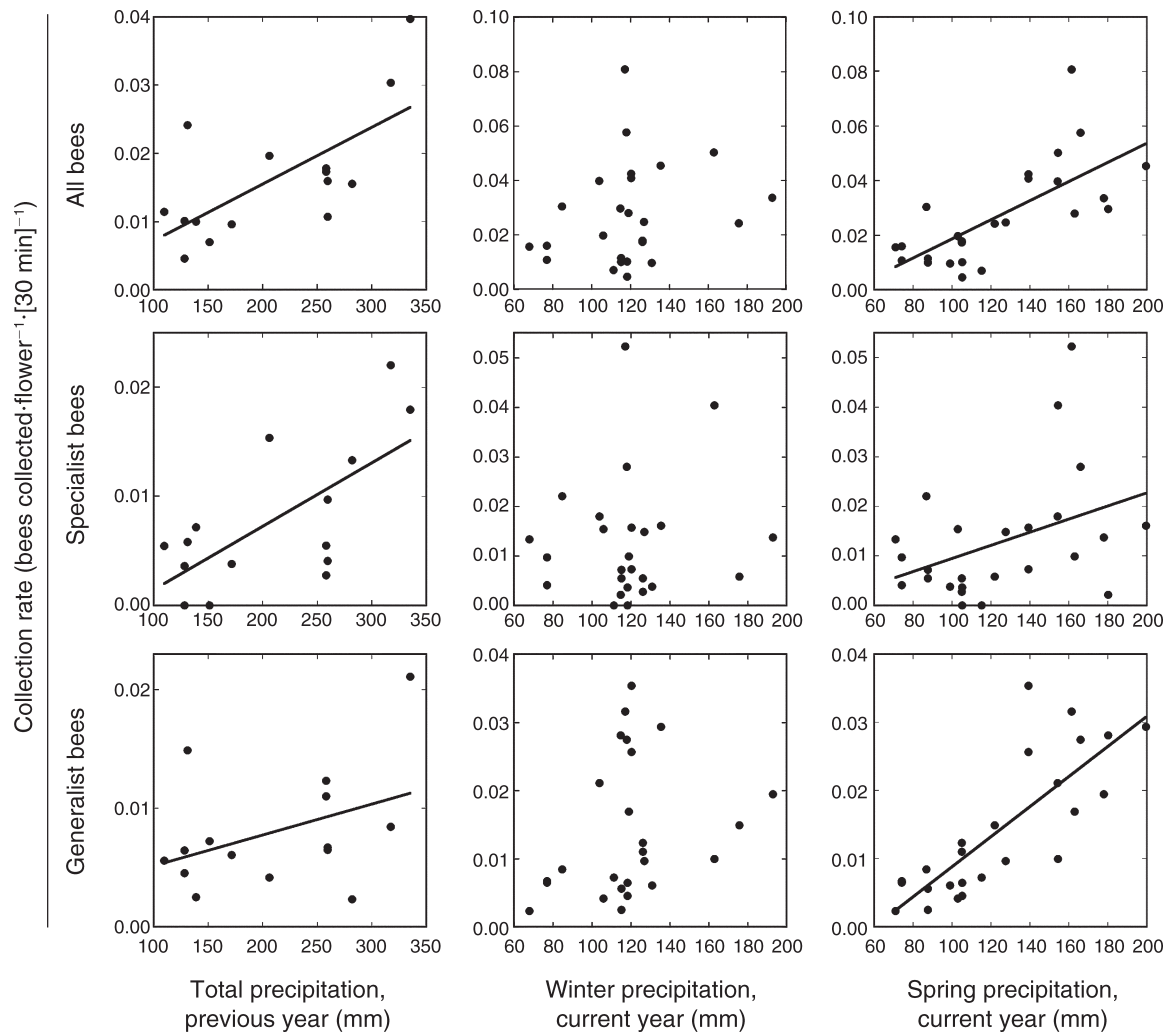 Collection rate (bees collected·flower⁻¹·[30 min]⁻¹)
All bees
0.04
0.03
0.02
0.01
0.00
100 150 200 250 300 350
0.10
0.08
0.06
0.04
0.02
0.00
60 80 100 120 140 160 180 200
0.10
0.08
0.06
0.04
0.02
0.00
60 80 100 120 140 160 180 200
Specialist bees
0.02
0.01
0.00
100 150 200 250 300 350
0.05
0.04
0.03
0.02
0.01
0.00
60 80 100 120 140 160 180 200
0.05
0.04
0.03
0.02
0.01
0.00
60 80 100 120 140 160 180 200
Generalist bees
0.02
0.01
0.00
100 150 200 250 300 350
0.04
0.03
0.02
0.01
0.00
60 80 100 120 140 160 180 200
0.04
0.03
0.02
0.01
0.00
60 80 100 120 140 160 180 200
Total precipitation,
previous year (mm)
Winter precipitation,
current year (mm)
Spring precipitation,
current year (mm)